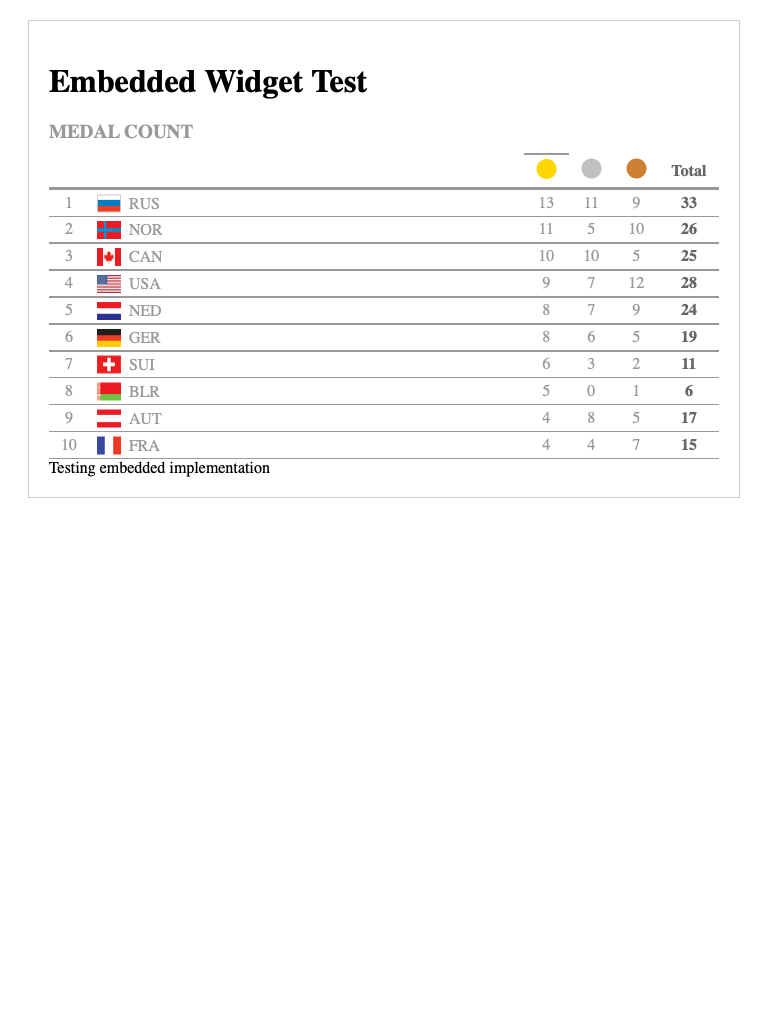 Embedded Widget Test
MEDAL COUNT
Total
1 RUS 13 11 9 33
2 NOR 11 5 10 26
3 CAN 10 10 5 25
4 USA 9 7 12 28
5 NED 8 7 9 24
6 GER 8 6 5 19
7 SUI 6 3 2 11
8 BLR 5 0 1 6
9 AUT 4 8 5 17
10 FRA 4 4 7 15
Testing embedded implementation